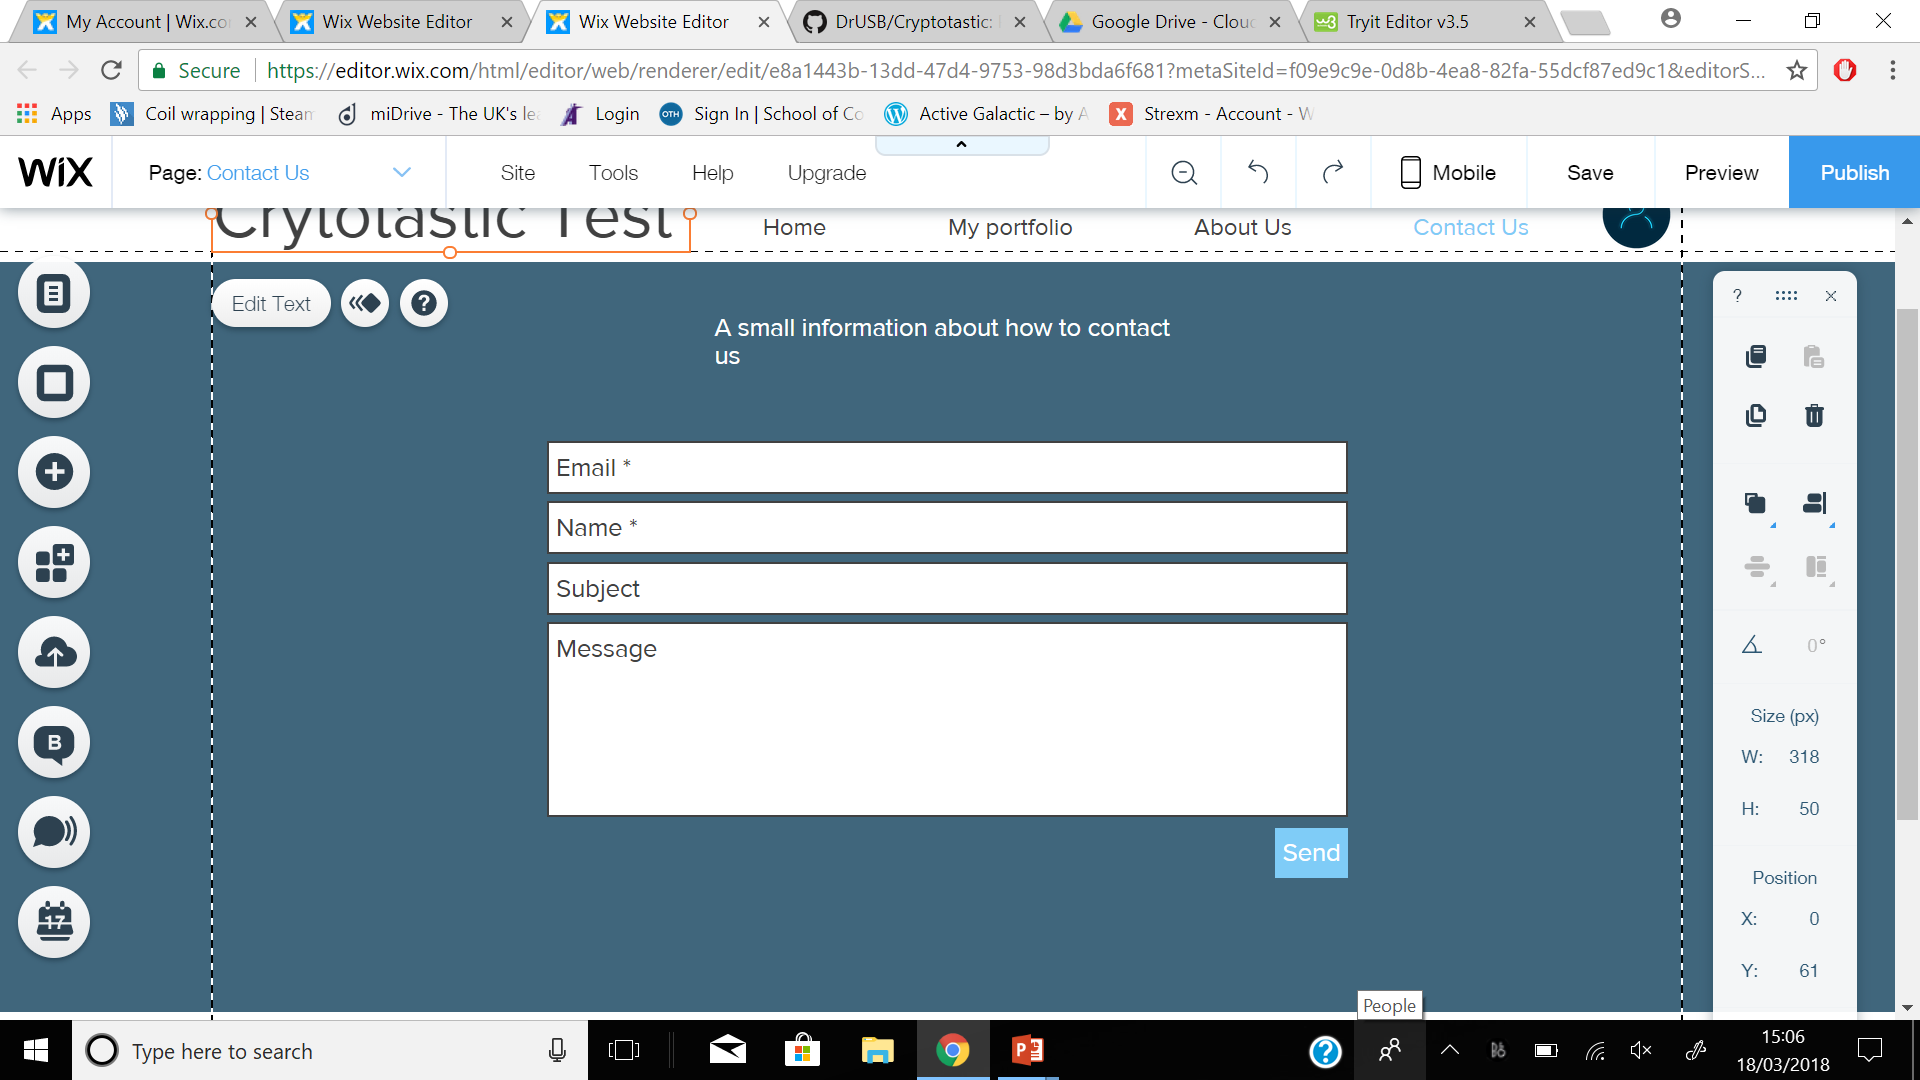 My Account | Wix.co
Wix Website Editor
Wix Website Editor
DrUSB/Cryptotastic:
Google Drive - Clou
Tryit Editor v3.5
Secure
https://editor.wix.com/html/editor/web/renderer/edit/e8a1443b-13dd-47d4-9753-98d3bda6f681?metaSiteId=f09e9c9e-0d8b-4ea8-82fa-55dcf87ed9c1&editorS...
Apps
Coil wrapping | Steam
miDrive - The UK's le
Login
OTH
Sign In | School of Co
Active Galactic – by A
X
Strexm - Account - W
WiX
Page: Contact Us
Site
Tools
Help
Upgrade
Mobile
Save
Preview
Publish
Crytotastic Test
Home
My portfolio
About Us
Contact Us
Edit Text
?
A small information about how to contact
us
Email *
Name *
Subject
Message
Send
B
17
?
0°
Size (px)
W: 318
H: 50
Position
X: 0
Y: 61
People
Type here to search
15:06
18/03/2018